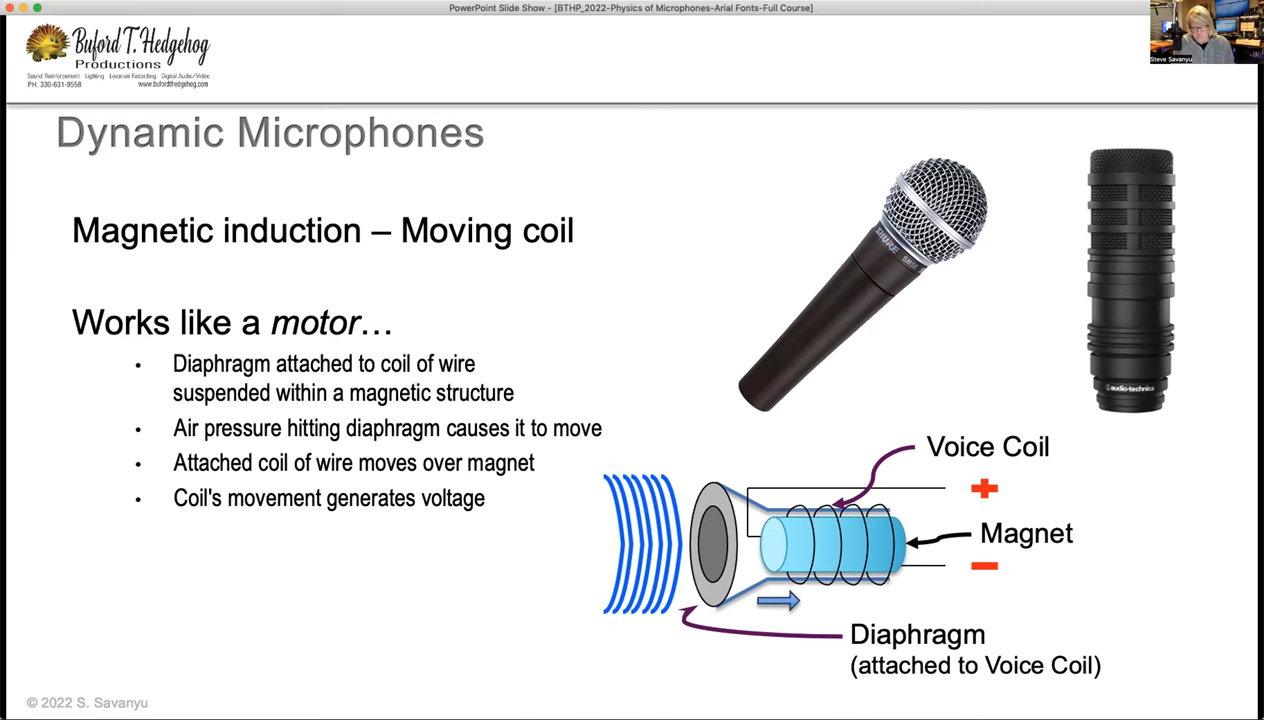 PowerPoint Slide Show - [BTHP_2022-Physics of Microphones-Arial Fonts-Full Course]
Buford T. Hedgehog
Productions
Sound Reinforcement Lighting Location Recording Digital Audio/Video
PH: 330-631-9558 www.bufordthedgehog.com
Steve Savanyu
Dynamic Microphones
Magnetic induction – Moving coil
Works like a motor…
• Diaphragm attached to coil of wire
suspended within a magnetic structure
• Air pressure hitting diaphragm causes it to move
• Attached coil of wire moves over magnet
• Coil's movement generates voltage
SHURE
audio-technica
Voice Coil
+
Magnet
–
Diaphragm
(attached to Voice Coil)
© 2022 S. Savanyu